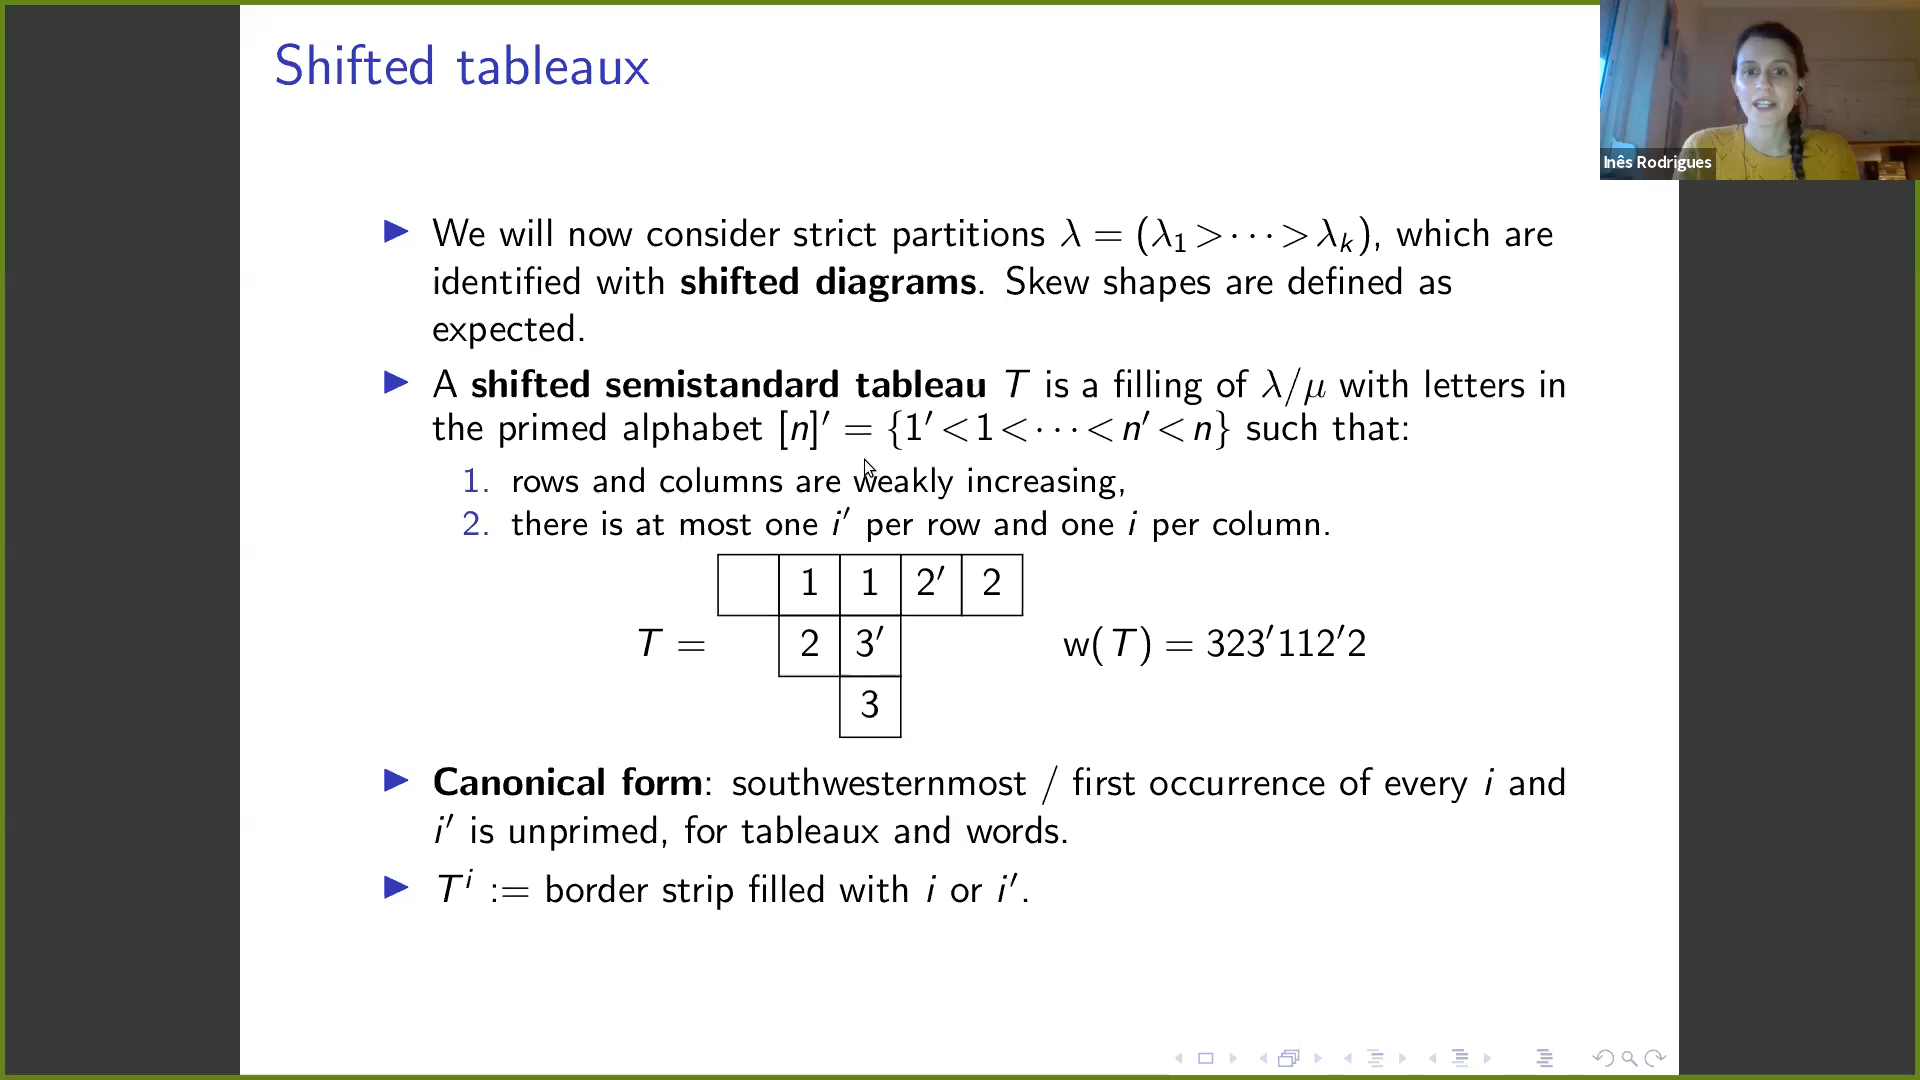 Shifted tableaux
Inês Rodrigues
▶ We will now consider strict partitions λ = (λ₁ > ⋯ > λₖ), which are
identified with shifted diagrams. Skew shapes are defined as
expected.
▶ A shifted semistandard tableau T is a filling of λ/μ with letters in
the primed alphabet [n]′ = {1′ < 1 < ⋯ < n′ < n} such that:
1. rows and columns are weakly increasing,
2. there is at most one i′ per row and one i per column.
1 1 2′ 2
T = 2 3′ w(T) = 323′112′2
3
▶ Canonical form: southwesternmost / first occurrence of every i and
i′ is unprimed, for tableaux and words.
▶ Tⁱ := border strip filled with i or i′.